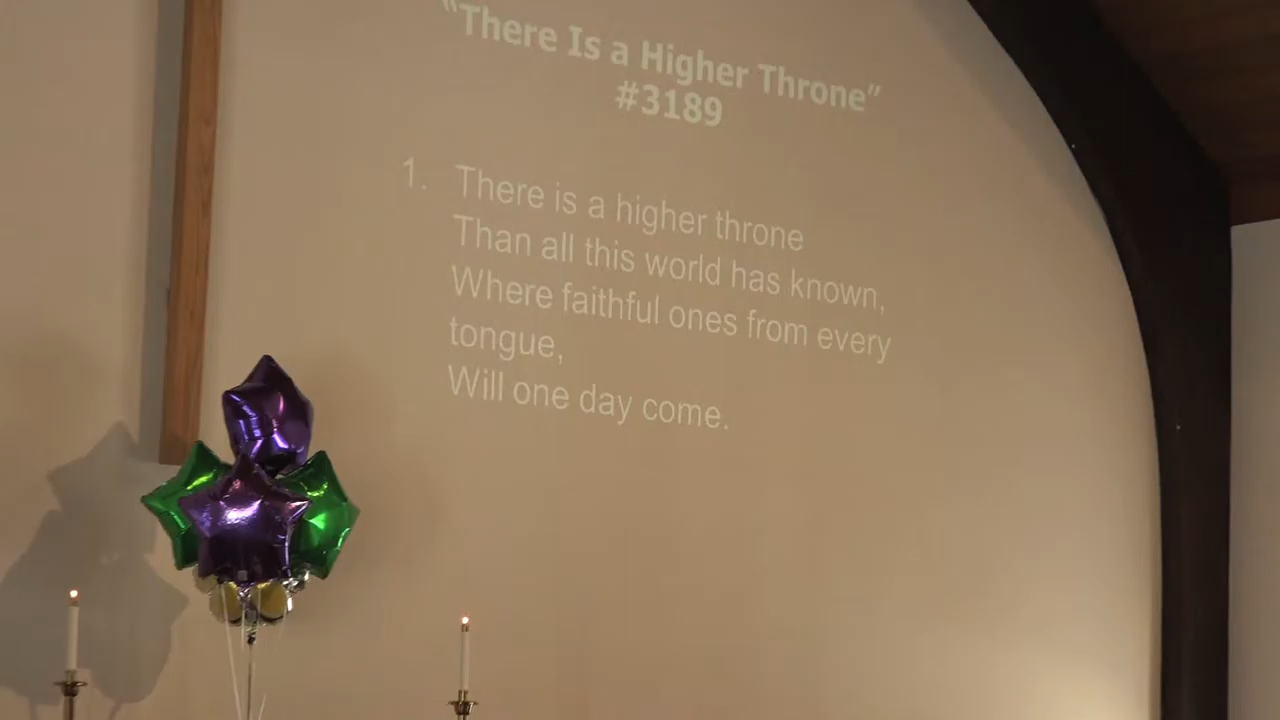 "There Is a Higher Throne"
#3189
1. There is a higher throne
Than all this world has known,
Where faithful ones from every
tongue,
Will one day come.